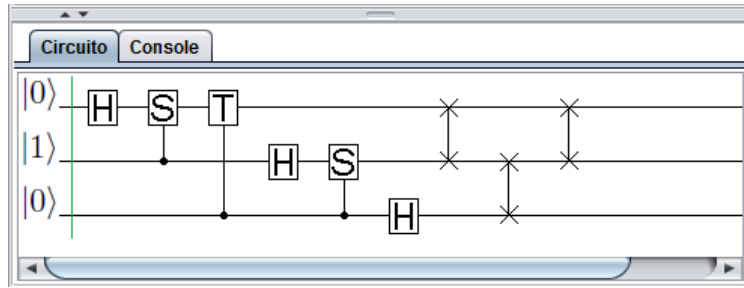 Circuito Console
|0⟩ H S T
|1⟩ H S
|0⟩ H